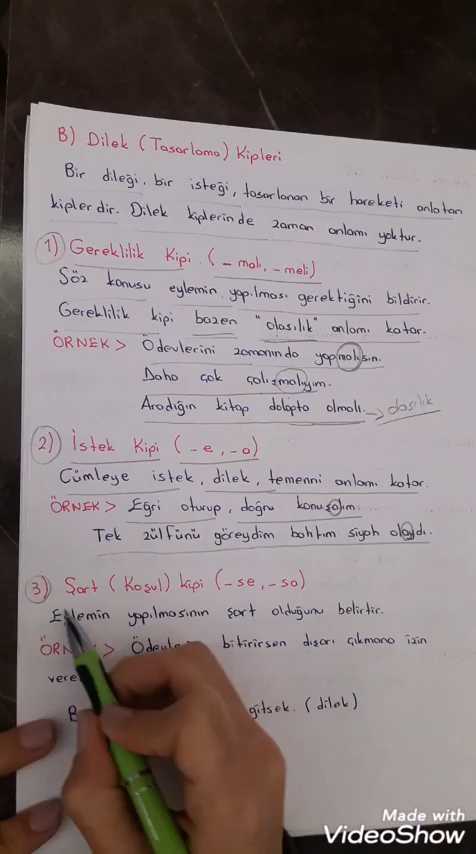 B) Dilek (Tasarlama) Kipleri
Bir dileği, bir isteği, tasarlanan bir hareketi anlatan
kiplerdir. Dilek kiplerinde zaman anlamı yoktur.
1) Gereklilik Kipi (-malı, -meli)
Söz konusu eylemin yapılması gerektiğini bildirir.
Gereklilik kipi bazen "olasılık" anlamı katar.
ÖRNEK > Ödevlerini zamanında yapmalısın.
Daha çok çalışmalıyım.
Aradığın kitap dolapta olmalı. → olasılık
2) İstek Kipi (-e, -a)
Cümleye istek, dilek, temenni anlamı katar.
ÖRNEK > Eğri oturup, doğru konuşalım.
Tek zülfünü göreydim bahtım siyah olaydı.
3) Şart (Koşul) kipi (-se, -sa)
Eylemin yapılmasının şart olduğunu belirtir.
ÖRN > bitirirsen dışarı çıkmana izin
gitsek. (dilek)
Made with
VideoShow